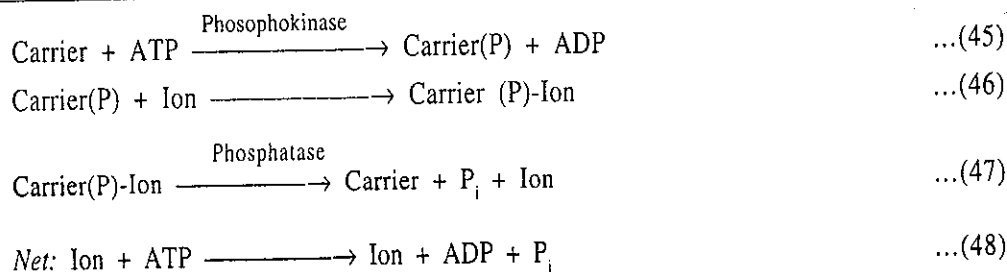 Phosophokinase
Carrier + ATP ————→ Carrier(P) + ADP ...(45)
Carrier(P) + Ion ————→ Carrier (P)-Ion ...(46)
Phosphatase
Carrier(P)-Ion ————→ Carrier + Pi + Ion ...(47)
Net: Ion + ATP ————→ Ion + ADP + Pi ...(48)